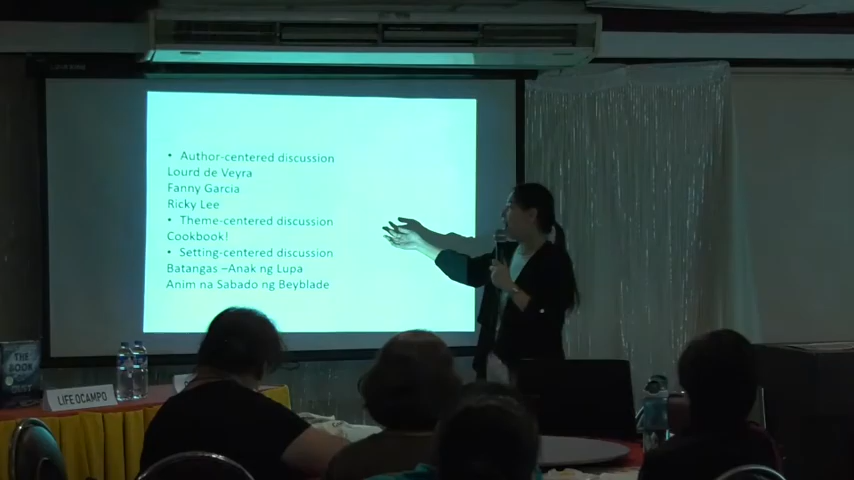 • Author-centered discussion
Lourd de Veyra
Fanny Garcia
Ricky Lee
• Theme-centered discussion
Cookbook!
• Setting-centered discussion
Batangas –Anak ng Lupa
Anim na Sabado ng Beyblade
THE
BOOK
LIFE OCAMPO